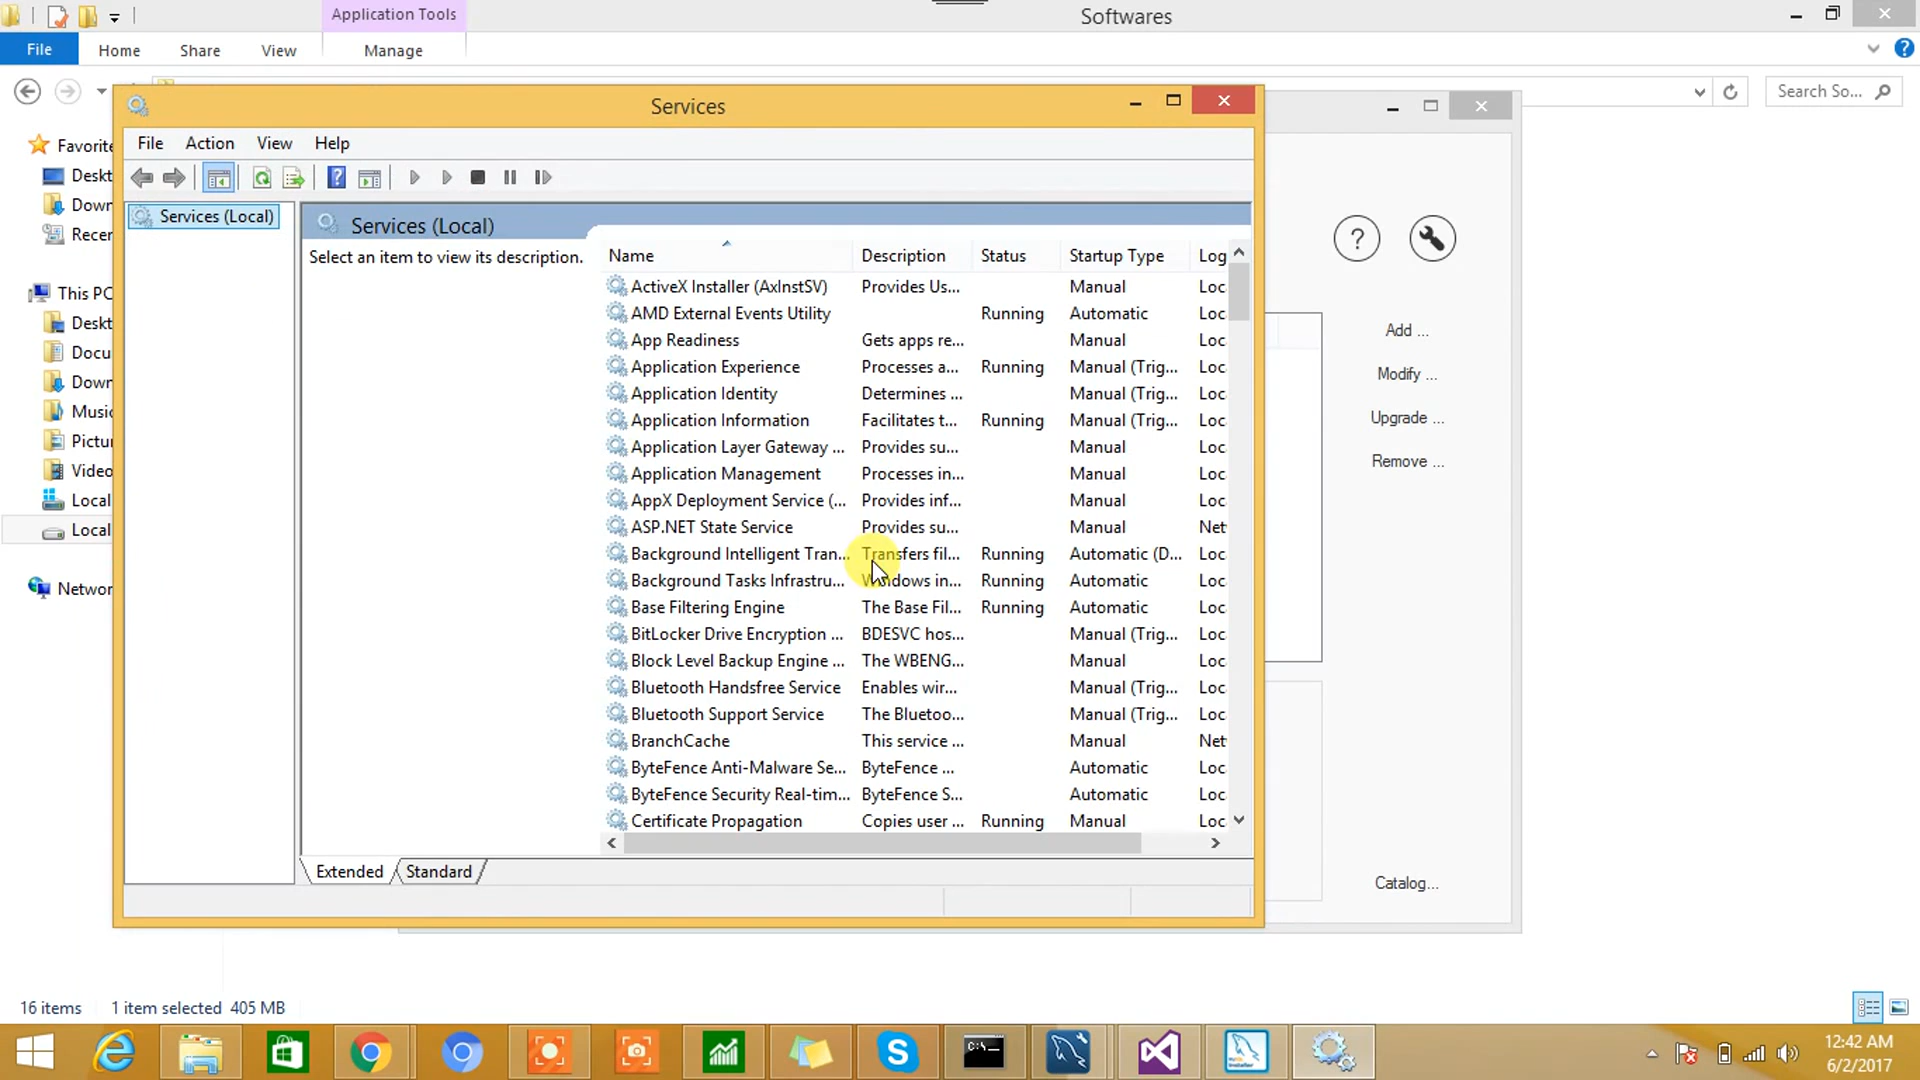 Application Tools
Softwares
File Home Share View Manage
Search So...
Services
File Action View Help
Favorite
Deskt
Down
Recer
This PC
Deskt
Docu
Down
Music
Pictur
Video
Local
Local
Networ
Services (Local)
Services (Local)
Select an item to view its description.
Name Description Status Startup Type Log
ActiveX Installer (AxInstSV) Provides Us... Manual Loc
AMD External Events Utility Running Automatic Loc
App Readiness Gets apps re... Manual Loc
Application Experience Processes a... Running Manual (Trig... Loc
Application Identity Determines ... Manual (Trig... Loc
Application Information Facilitates t... Running Manual (Trig... Loc
Application Layer Gateway ... Provides su... Manual Loc
Application Management Processes in... Manual Loc
AppX Deployment Service (... Provides inf... Manual Loc
ASP.NET State Service Provides su... Manual Net
Background Intelligent Tran... Transfers fil... Running Automatic (D... Loc
Background Tasks Infrastru... Windows in... Running Automatic Loc
Base Filtering Engine The Base Fil... Running Automatic Loc
BitLocker Drive Encryption ... BDESVC hos... Manual (Trig... Loc
Block Level Backup Engine ... The WBENG... Manual Loc
Bluetooth Handsfree Service Enables wir... Manual (Trig... Loc
Bluetooth Support Service The Bluetoo... Manual (Trig... Loc
BranchCache This service ... Manual Net
ByteFence Anti-Malware Se... ByteFence ... Automatic Loc
ByteFence Security Real-tim... ByteFence S... Automatic Loc
Certificate Propagation Copies user ... Running Manual Loc
Extended Standard
Add ...
Modify ...
Upgrade ...
Remove ...
Catalog...
16 items 1 item selected 405 MB
C:\.
12:42 AM
6/2/2017